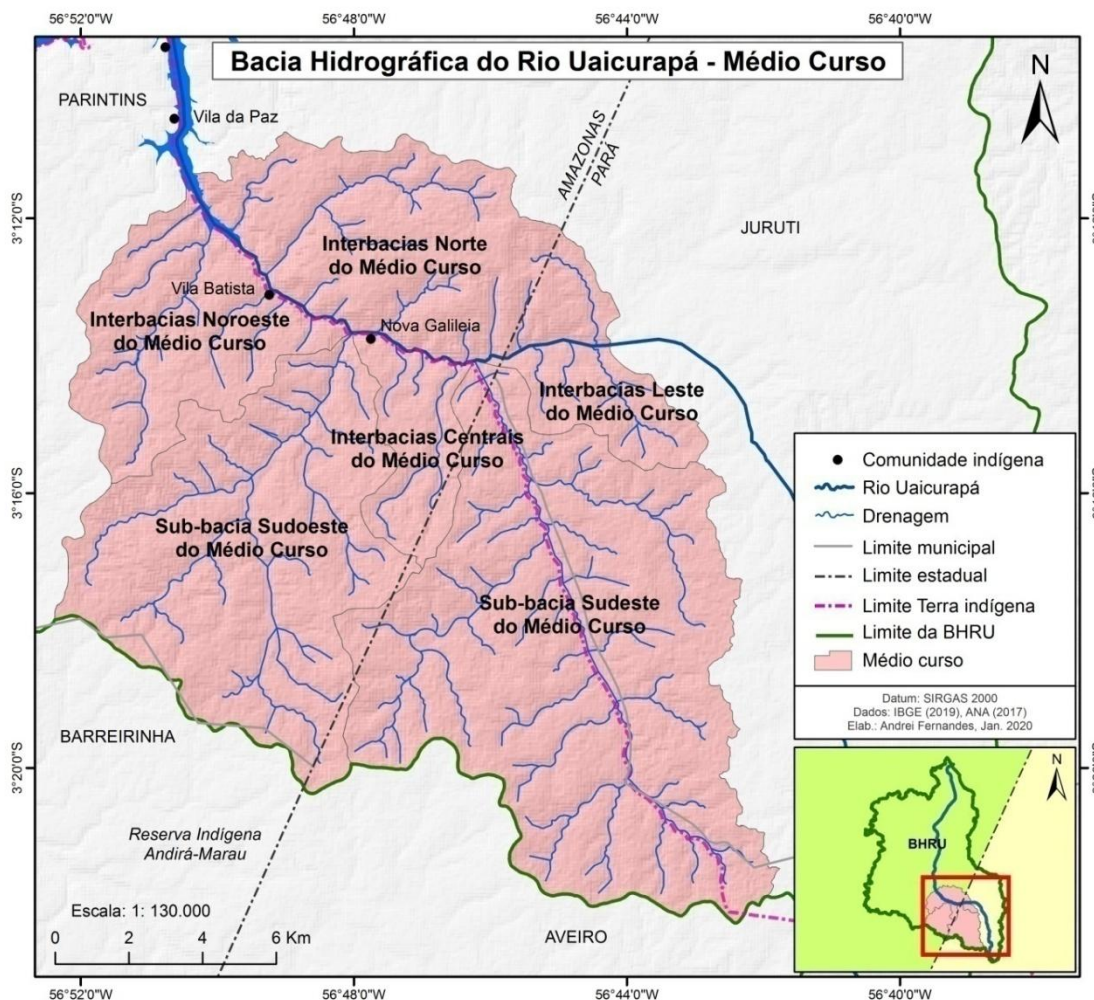 56°52'0"W
56°48'0"W
56°44'0"W
56°40'0"W
Bacia Hidrográfica do Rio Uaicurapá - Médio Curso
N
PARINTINS
Vila da Paz
AMAZONAS
PARÁ
3°12'0"S
JURUTI
Interbacias Norte
do Médio Curso
Vila Batista
Interbacias Noroeste
do Médio Curso
Nova Galileia
Interbacias Leste
do Médio Curso
Interbacias Centrais
do Médio Curso
3°16'0"S
Sub-bacia Sudoeste
do Médio Curso
Sub-bacia Sudeste
do Médio Curso
Comunidade indígena
Rio Uaicurapá
Drenagem
Limite municipal
Limite estadual
Limite Terra indígena
Limite da BHRU
Médio curso
Datum: SIRGAS 2000
Dados: IBGE (2019), ANA (2017)
Elab.: Andrei Fernandes, Jan. 2020
BARREIRINHA
3°20'0"S
Reserva Indígena
Andirá-Marau
N
BHRU
Escala: 1: 130.000
0 2 4 6 Km
AVEIRO
56°52'0"W
56°48'0"W
56°44'0"W
56°40'0"W